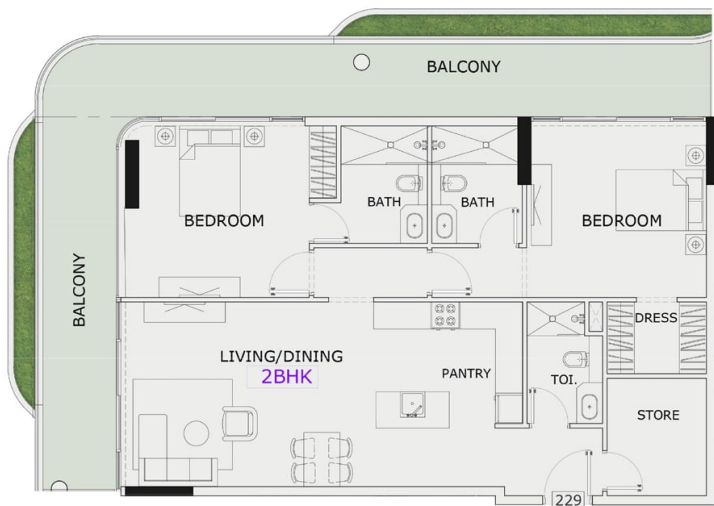 BALCONY
BATH
BATH
BEDROOM
BEDROOM
BALCONY
DRESS
LIVING/DINING
2BHK
PANTRY
TOI.
STORE
229